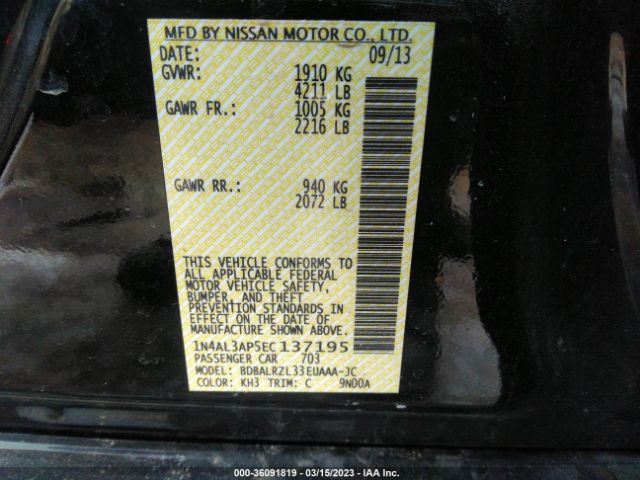 MFD BY NISSAN MOTOR CO., LTD.
DATE: 09/13
GVWR: 1910 KG
4211 LB
GAWR FR.: 1005 KG
2216 LB
GAWR RR.: 940 KG
2072 LB
THIS VEHICLE CONFORMS TO
ALL APPLICABLE FEDERAL
MOTOR VEHICLE SAFETY,
BUMPER, AND THEFT
PREVENTION STANDARDS
IN EFFECT ON THE DATE OF
MANUFACTURE SHOWN ABOVE.
1N4AL3AP5EC137195
PASSENGER CAR 703
MODEL: BDBALRZL33EUAAA-JC
COLOR: KH3 TRIM: C 9N00A
000-36091819 - 03/15/2023 - IAA Inc.